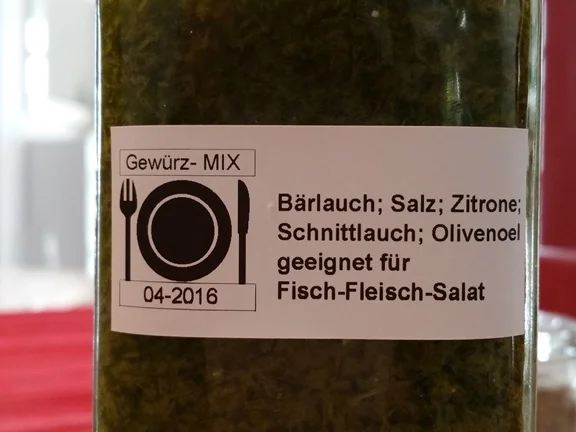 Gewürz- MIX
04-2016
Bärlauch; Salz; Zitrone;
Schnittlauch; Olivenoel
geeignet für
Fisch-Fleisch-Salat